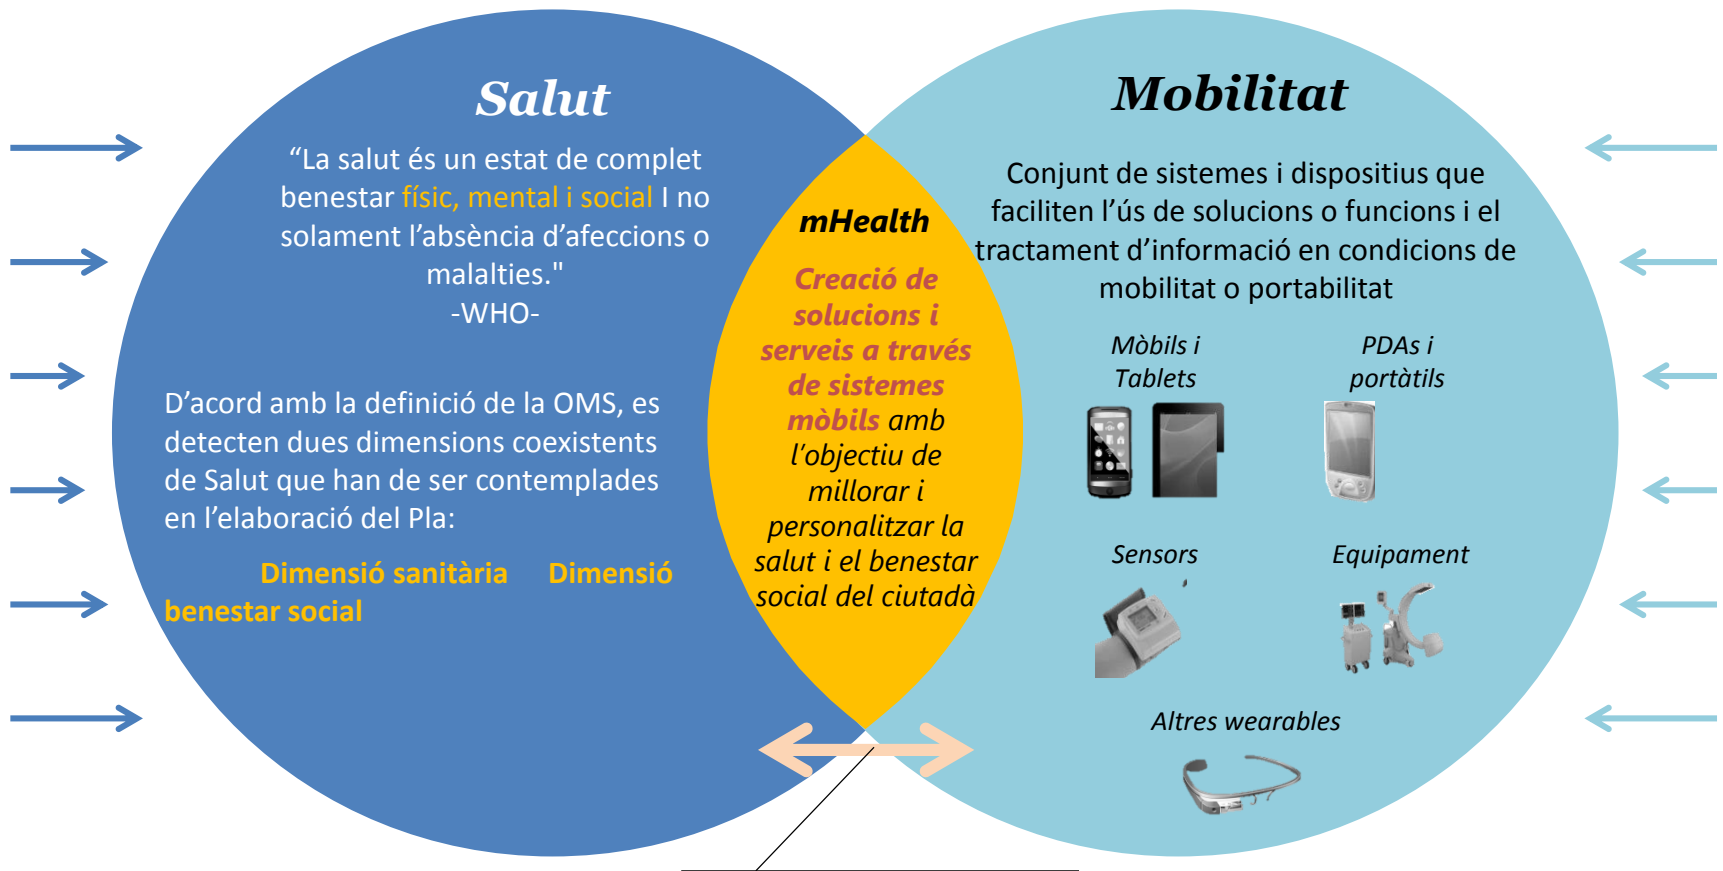 Salut
“La salut és un estat de complet
benestar físic, mental i social I no
solament l’absència d’afeccions o
malalties."
-WHO-
D’acord amb la definició de la OMS, es
detecten dues dimensions coexistents
de Salut que han de ser contemplades
en l’elaboració del Pla:
Dimensió sanitària Dimensió
benestar social
mHealth
Creació de
solucions i
serveis a través
de sistemes
mòbils amb
l’objectiu de
millorar i
personalitzar la
salut i el benestar
social del ciutadà
Mobilitat
Conjunt de sistemes i dispositius que
faciliten l’ús de solucions o funcions i el
tractament d’informació en condicions de
mobilitat o portabilitat
Mòbils i
Tablets
PDAs i
portàtils
Sensors
Equipament
Altres wearables